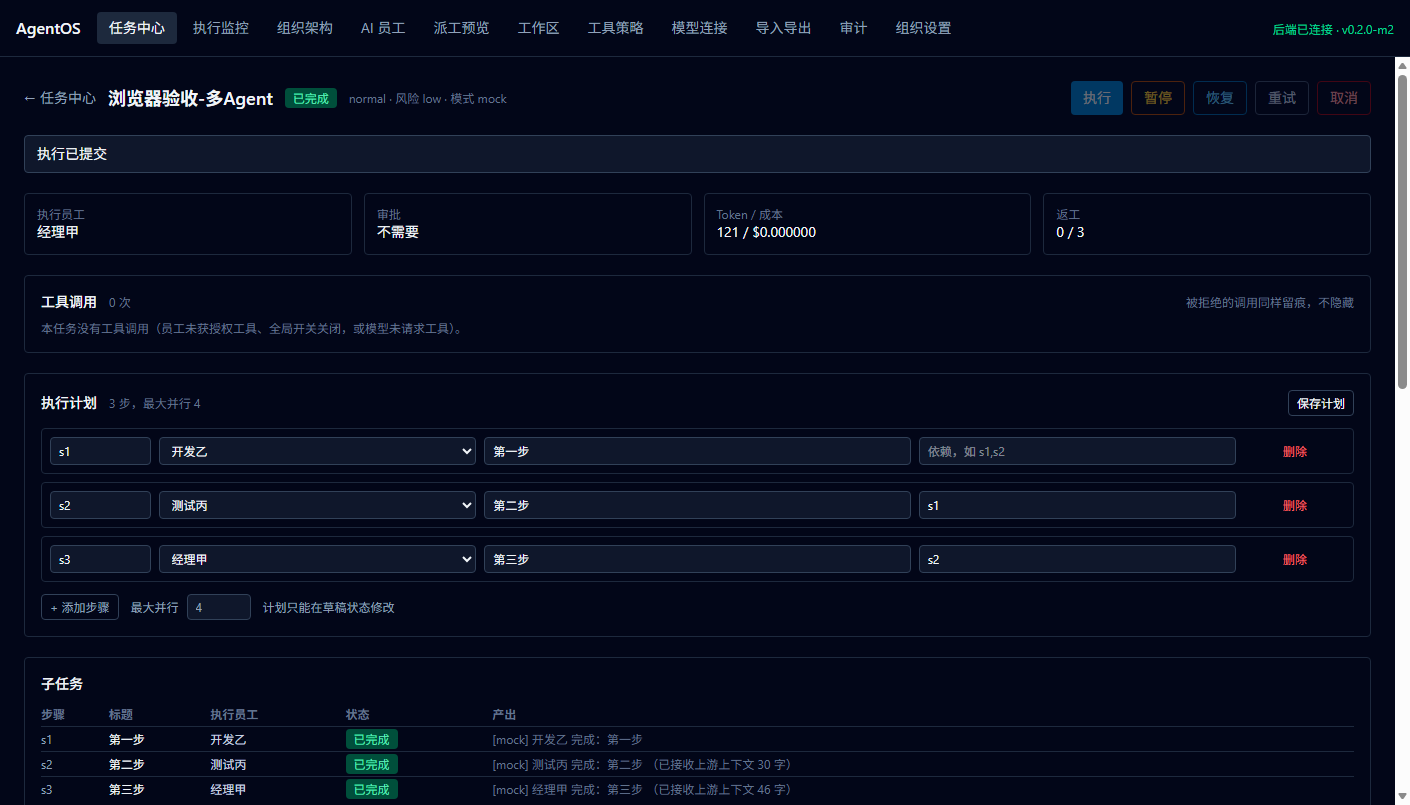 AgentOS 任务中心 执行监控 组织架构 AI 员工 派工预览 工作区 工具策略 模型连接 导入导出 审计 组织设置 后端已连接 · v0.2.0-m2
← 任务中心 浏览器验收-多Agent 已完成 normal · 风险 low · 模式 mock 执行 暂停 恢复 重试 取消
执行已提交
执行员工 审批 Token / 成本 返工
经理甲 不需要 121 / $0.000000 0 / 3
工具调用 0 次 被拒绝的调用同样留痕，不隐藏
本任务没有工具调用（员工未获授权工具、全局开关关闭，或模型未请求工具）。
执行计划 3 步，最大并行 4 保存计划
s1 开发乙 第一步 依赖，如 s1,s2 删除
s2 测试丙 第二步 s1 删除
s3 经理甲 第三步 s2 删除
+ 添加步骤 最大并行 4 计划只能在草稿状态修改
子任务
步骤 标题 执行员工 状态 产出
s1 第一步 开发乙 已完成 [mock] 开发乙 完成：第一步
s2 第二步 测试丙 已完成 [mock] 测试丙 完成：第二步 （已接收上游上下文 30 字）
s3 第三步 经理甲 已完成 [mock] 经理甲 完成：第三步 （已接收上游上下文 46 字）